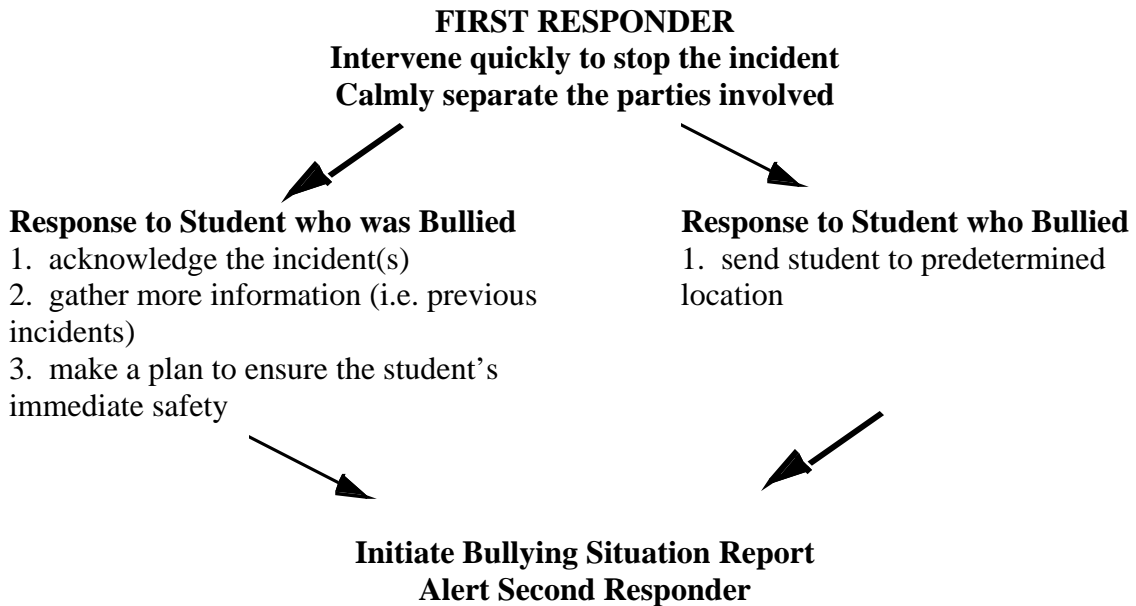 FIRST RESPONDER
Intervene quickly to stop the incident
Calmly separate the parties involved
Response to Student who was Bullied
1. acknowledge the incident(s)
2. gather more information (i.e. previous
incidents)
3. make a plan to ensure the student’s
immediate safety
Response to Student who Bullied
1. send student to predetermined
location
Initiate Bullying Situation Report
Alert Second Responder